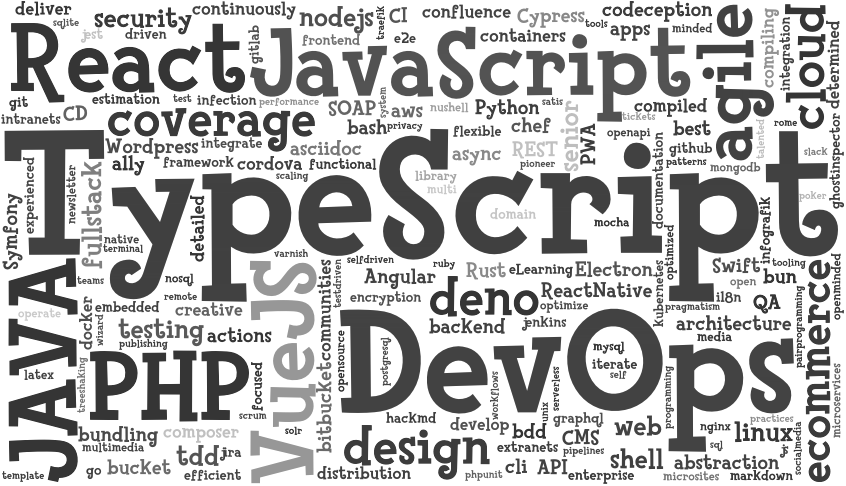 deliver
sqlite
jest
driven
security
continuously
nodejs
traefik
CI
confluence
Cypress
tools
codeception
apps
minded
agile
compiling
integration
cloud
determined
React
gitlab
frontend
e2e
containers
JavaScript
git
estimation
test
infection
performance
SOAP
system
aws
nushell
Python
satis
senior
PWA
tickets
compiled
talented
rome
intranets
CD
coverage
bash
privacy
flexible
chef
openapi
best
github
patterns
mongodb
slack
ghostinspector
Wordpress
integrate
asciidoc
async
REST
pioneer
documentation
ally
framework
cordova
functional
scaling
library
multi
poker
TypeScript
experienced
newsletter
fullstack
detailed
domain
mocha
infografik
Symfony
native
terminal
varnish
selfdriven
ruby
optimized
tooling
teams
nosql
Angular
Rust
eLearning
Electron
Swift
open
bun
openminded
JAVA
remote
VueJS
testdriven
encryption
deno
ReactNative
kubernetes
il8n
pragmatism
QA
operate
docker
wizard
embedded
creative
communities
optimize
testing
publishing
actions
backend
jenkins
architecture
media
pairprogramming
ecommerce
latex
treeshaking
PHP
focused
scrum
bitbucket
opensource
postgresql
DevOps
mysql
iterate
self
microservices
workflows
unix
serverless
programming
hackmd
develop
bdd
graphql
web
nginx
practices
bundling
composer
solr
design
extranets
CMS
pipelines
sql
linux
jr
socialmedia
multimedia
tdd
jira
template
go
bucket
efficient
distribution
phpunit
cli
API
enterprise
shell
abstraction
microsites
markdown